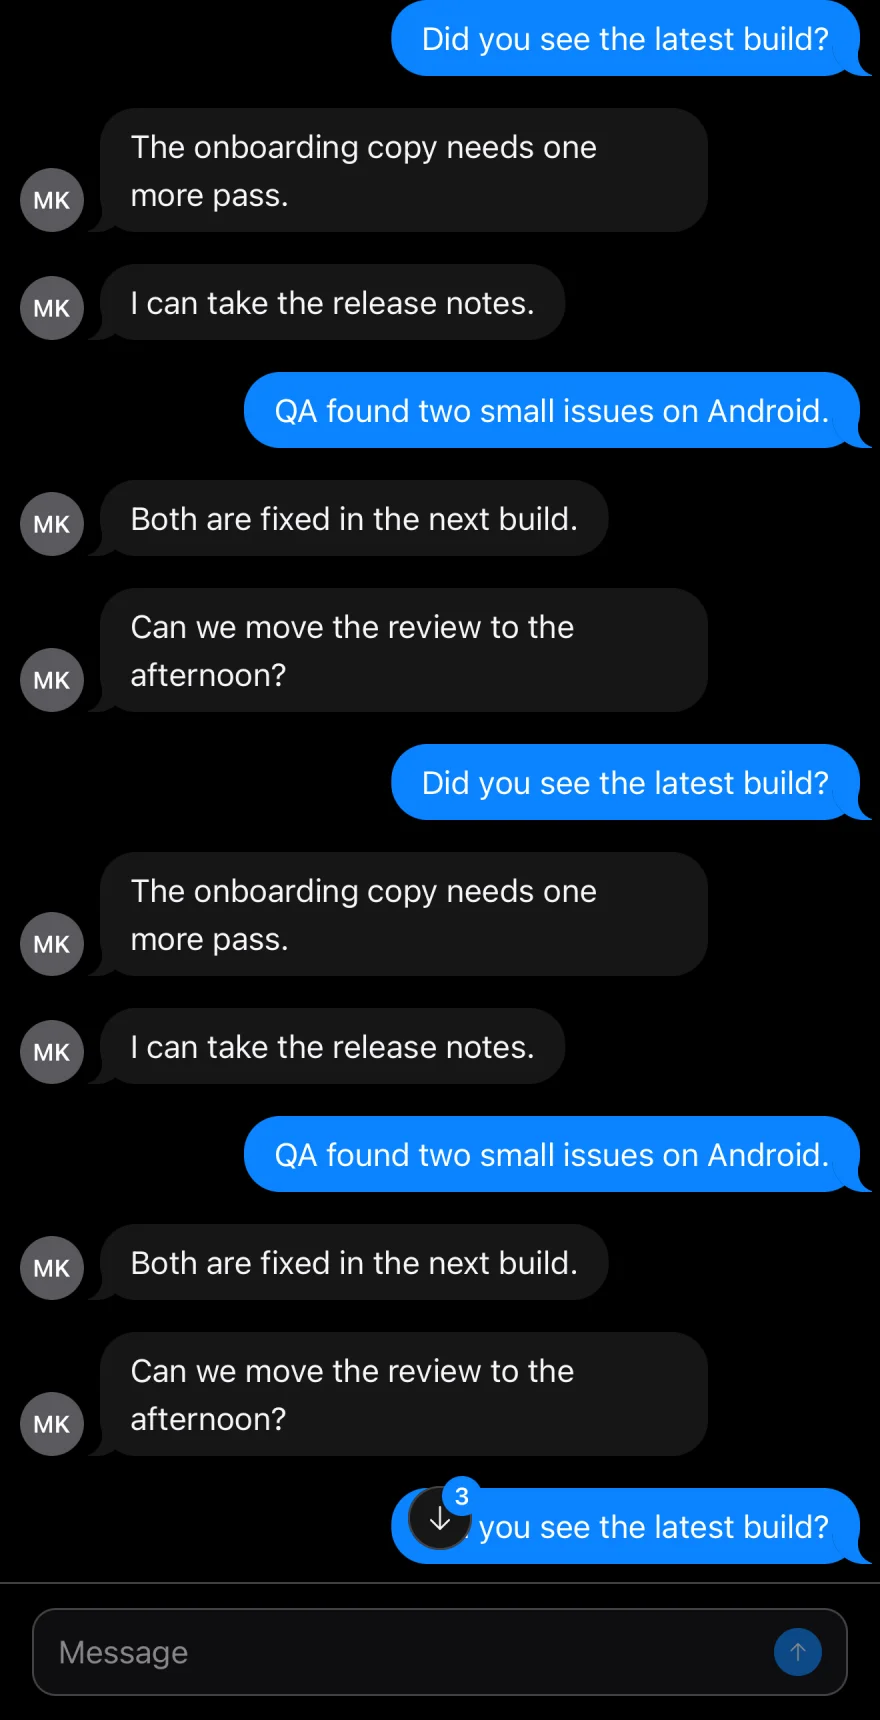 Did you see the latest build?
The onboarding copy needs one
more pass.
MK
I can take the release notes.
MK
QA found two small issues on Android.
Both are fixed in the next build.
MK
Can we move the review to the
afternoon?
MK
Did you see the latest build?
The onboarding copy needs one
more pass.
MK
I can take the release notes.
MK
QA found two small issues on Android.
Both are fixed in the next build.
MK
Can we move the review to the
afternoon?
MK
3
you see the latest build?
Message